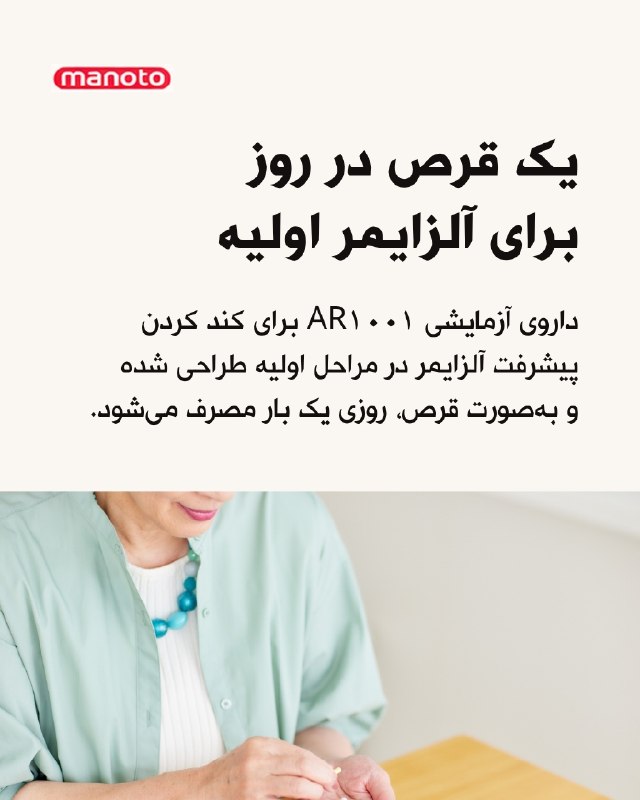 manoto
یک قرص در روز
برای آلزایمر اولیه
داروی آزمایشی AR۱۰۰۱ برای کند کردن
پیشرفت آلزایمر در مراحل اولیه طراحی شده
و به‌صورت قرص، روزی یک بار مصرف می‌شود.